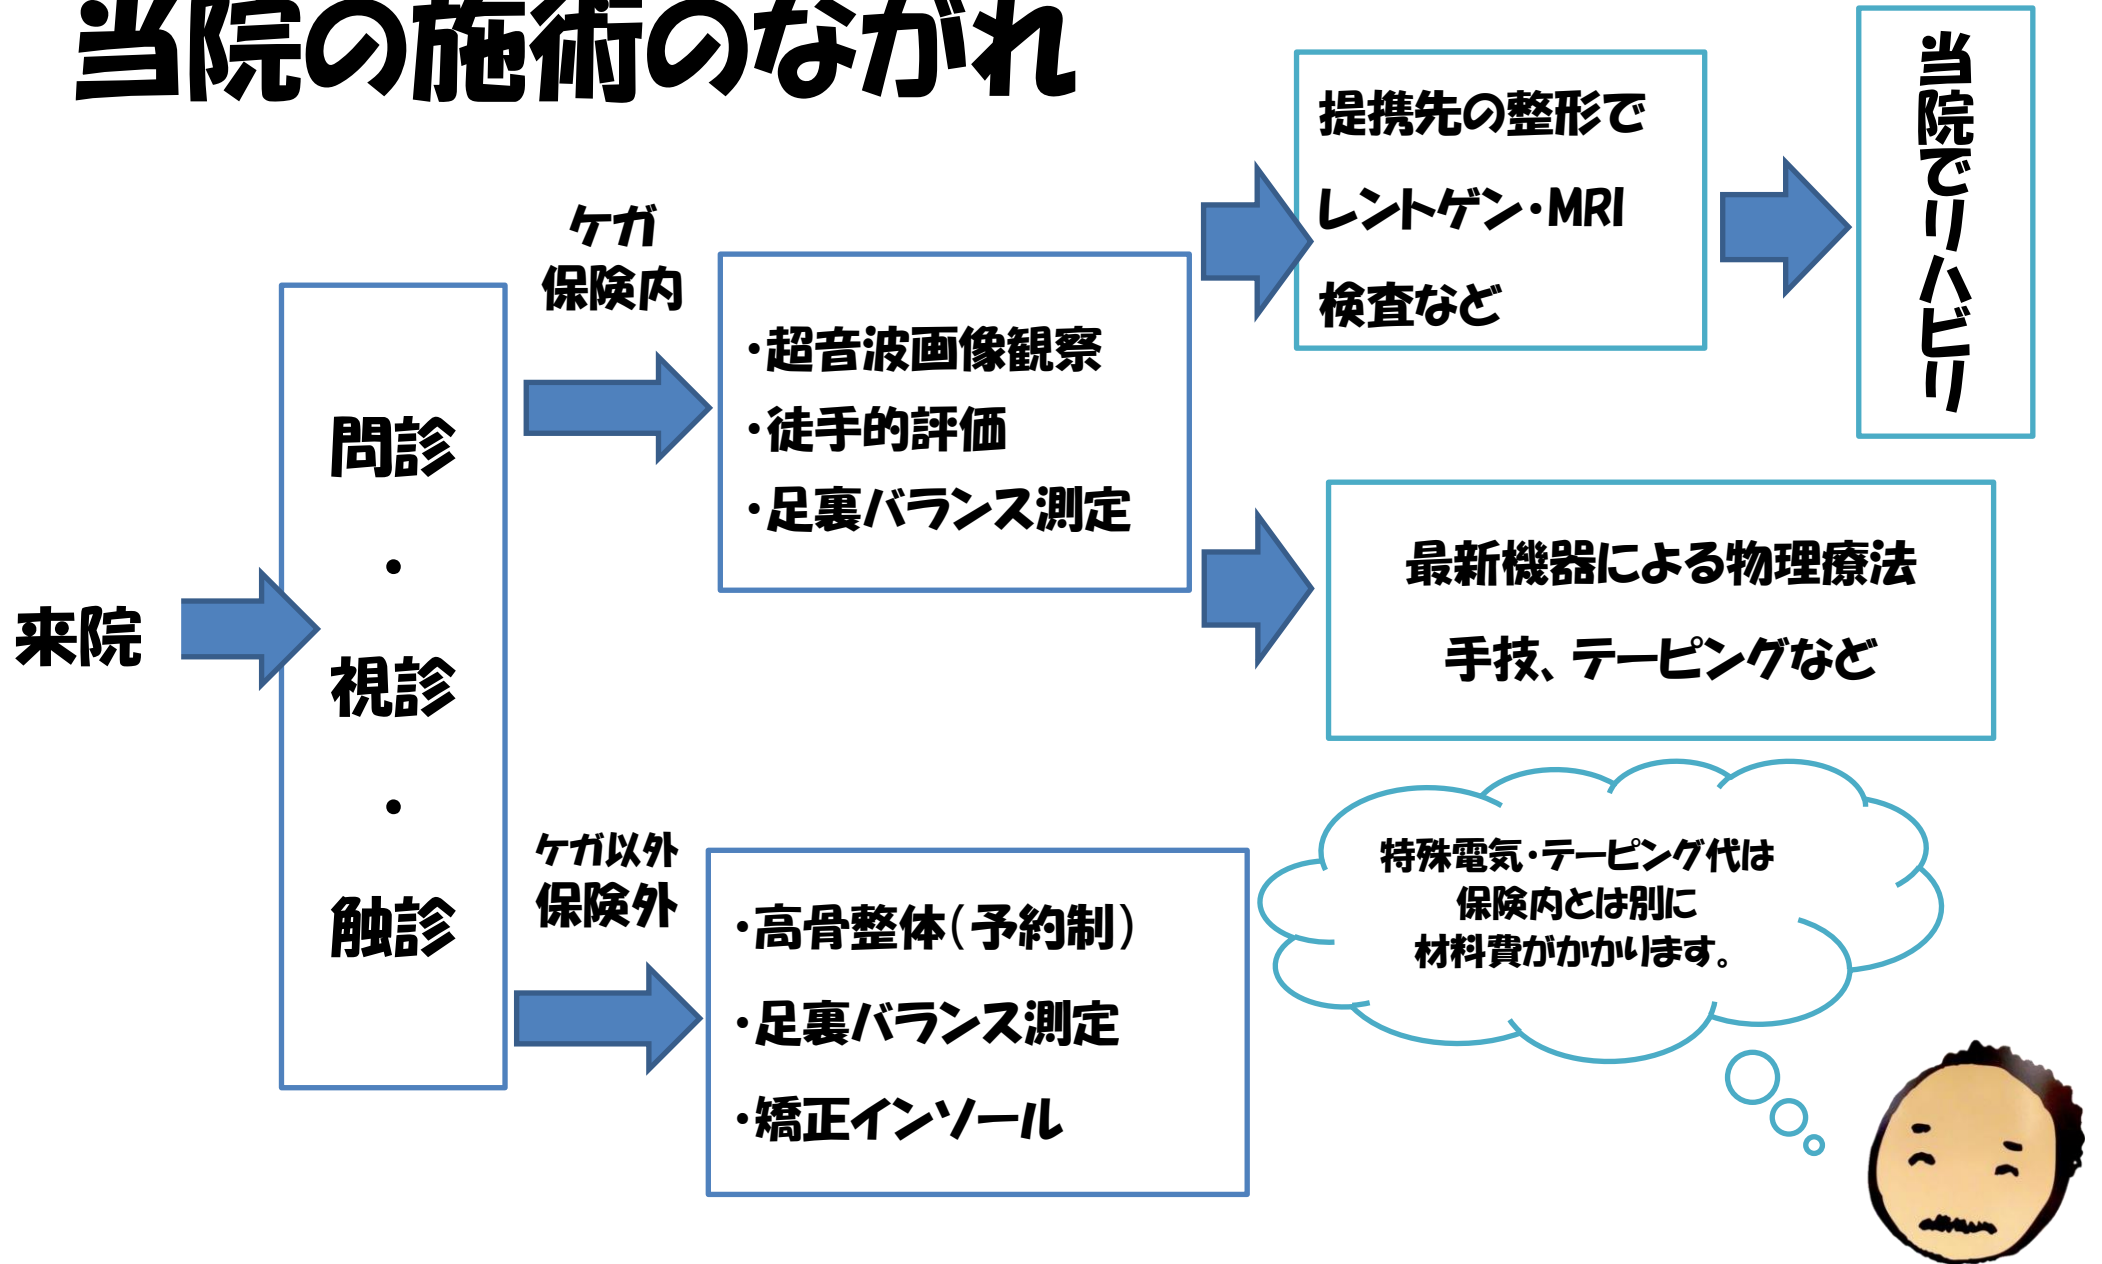 当院の施術のながれ
来院
問診
・
視診
・
触診
ケガ
保険内
・超音波画像観察
・徒手的評価
・足裏バランス測定
提携先の整形で
レントゲン・MRI
検査など
当院でリハビリ
最新機器による物理療法
手技、テーピングなど
ケガ以外
保険外
・高骨整体(予約制)
・足裏バランス測定
・矯正インソール
特殊電気・テーピング代は
保険内とは別に
材料費がかかります。